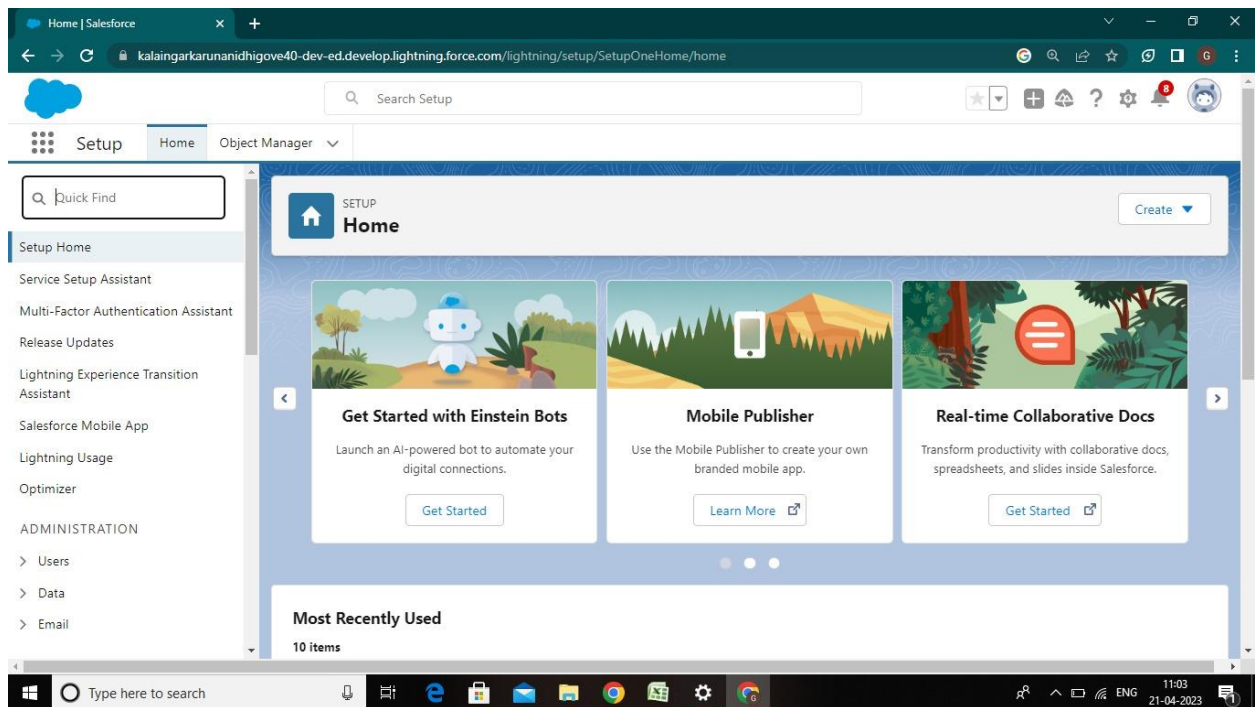 Home | Salesforce
kalaingarkarunanidhigove40-dev-ed.develop.lightning.force.com/lightning/setup/SetupOneHome/home
G
Search Setup
8
Setup
Home
Object Manager
Quick Find
Setup Home
Service Setup Assistant
Multi-Factor Authentication Assistant
Release Updates
Lightning Experience Transition
Assistant
Salesforce Mobile App
Lightning Usage
Optimizer
ADMINISTRATION
Users
Data
Email
SETUP
Home
Create
Get Started with Einstein Bots
Launch an AI-powered bot to automate your
digital connections.
Get Started
Mobile Publisher
Use the Mobile Publisher to create your own
branded mobile app.
Learn More
Real-time Collaborative Docs
Transform productivity with collaborative docs,
spreadsheets, and slides inside Salesforce.
Get Started
Most Recently Used
10 items
Type here to search
ENG
11:03
21-04-2023
1